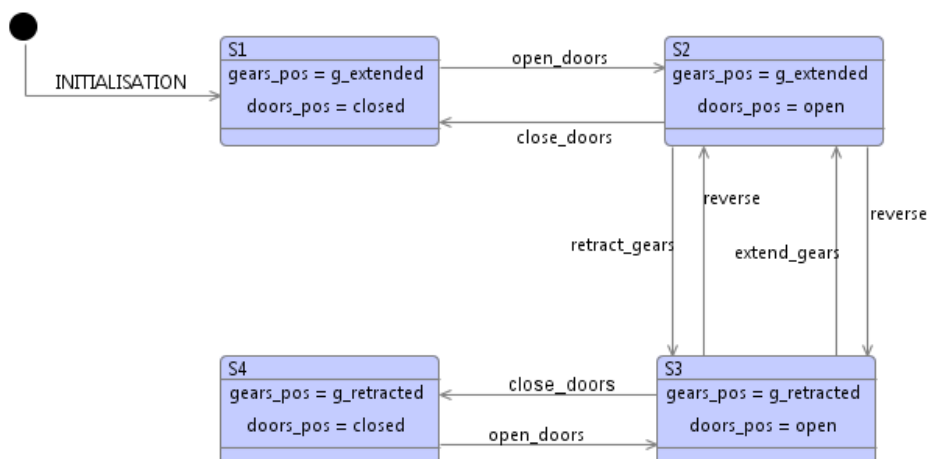 S1
gears_pos = g_extended
doors_pos = closed
INITIALISATION
open_doors
close_doors
S2
gears_pos = g_extended
doors_pos = open
retract_gears
reverse
extend_gears
reverse
S4
gears_pos = g_retracted
doors_pos = closed
close_doors
open_doors
S3
gears_pos = g_retracted
doors_pos = open